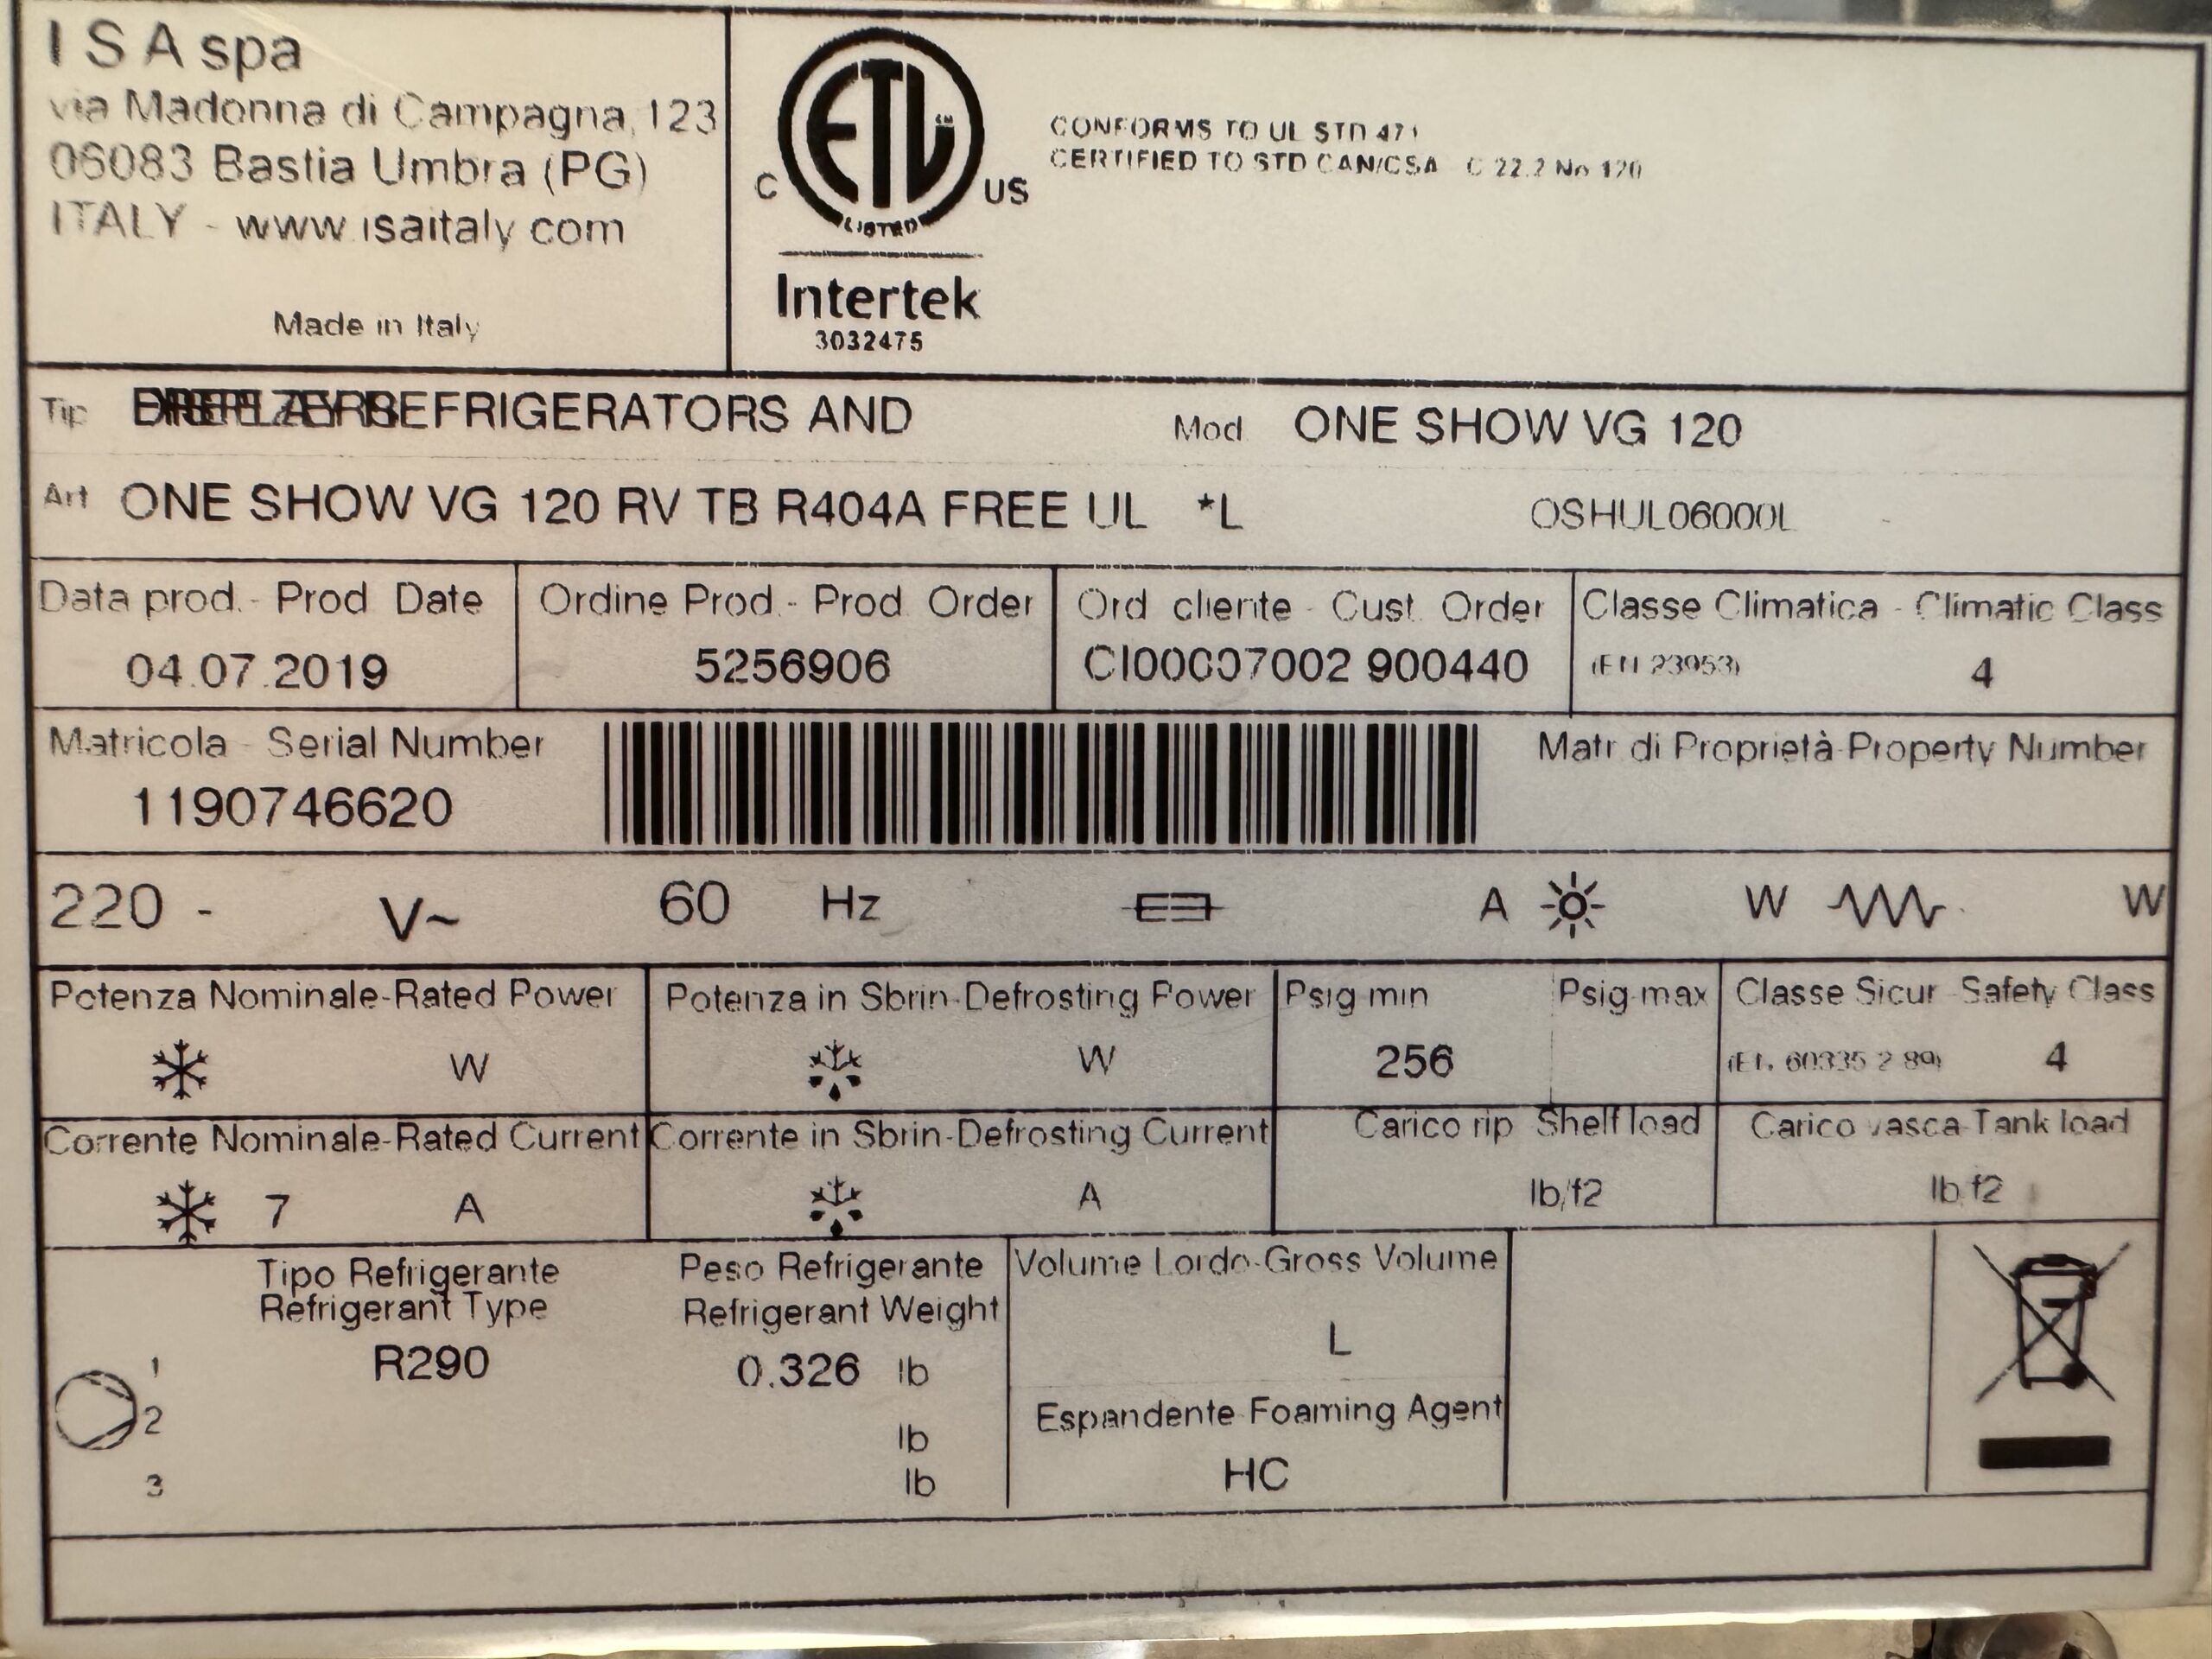 I S A spa
via Madonna di Campagna, 123
06083 Bastia Umbra (PG)
ITALY - www.isaitaly.com
Made in Italy
ETL
SM
LISTED
C
US
Intertek
3032475
CONFORMS TO UL STD 471
CERTIFIED TO STD CAN/CSA C 22.2 No 120
Tip REFRIGERATORS AND
Mod ONE SHOW VG 120
Art ONE SHOW VG 120 RV TB R404A FREE UL *L OSHUL06000L
Data prod.- Prod Date
04.07.2019
Ordine Prod.- Prod. Order
5256906
Ord cliente - Cust. Order
CI00007002 900440
Classe Climatica - Climatic Class
(EN 23953) 4
Matricola - Serial Number
1190746620
Matr di Proprietà-Property Number
220 - V~ 60 Hz A W W
Potenza Nominale-Rated Power
W
Potenza in Sbrin-Defrosting Power
W
Psig min
256
Psig max
Classe Sicur Safety Class
(EN. 60335 2 89) 4
Corrente Nominale-Rated Current
7 A
Corrente in Sbrin-Defrosting Current
A
Carico rip Shelf load
lb/f2
Carico vasca-Tank load
lb/f2
Tipo Refrigerante
Refrigerant Type
Peso Refrigerante
Refrigerant Weight
1 R290 0.326 lb
2 lb
3 lb
Volume Lordo-Gross Volume
L
Espandente-Foaming Agent
HC